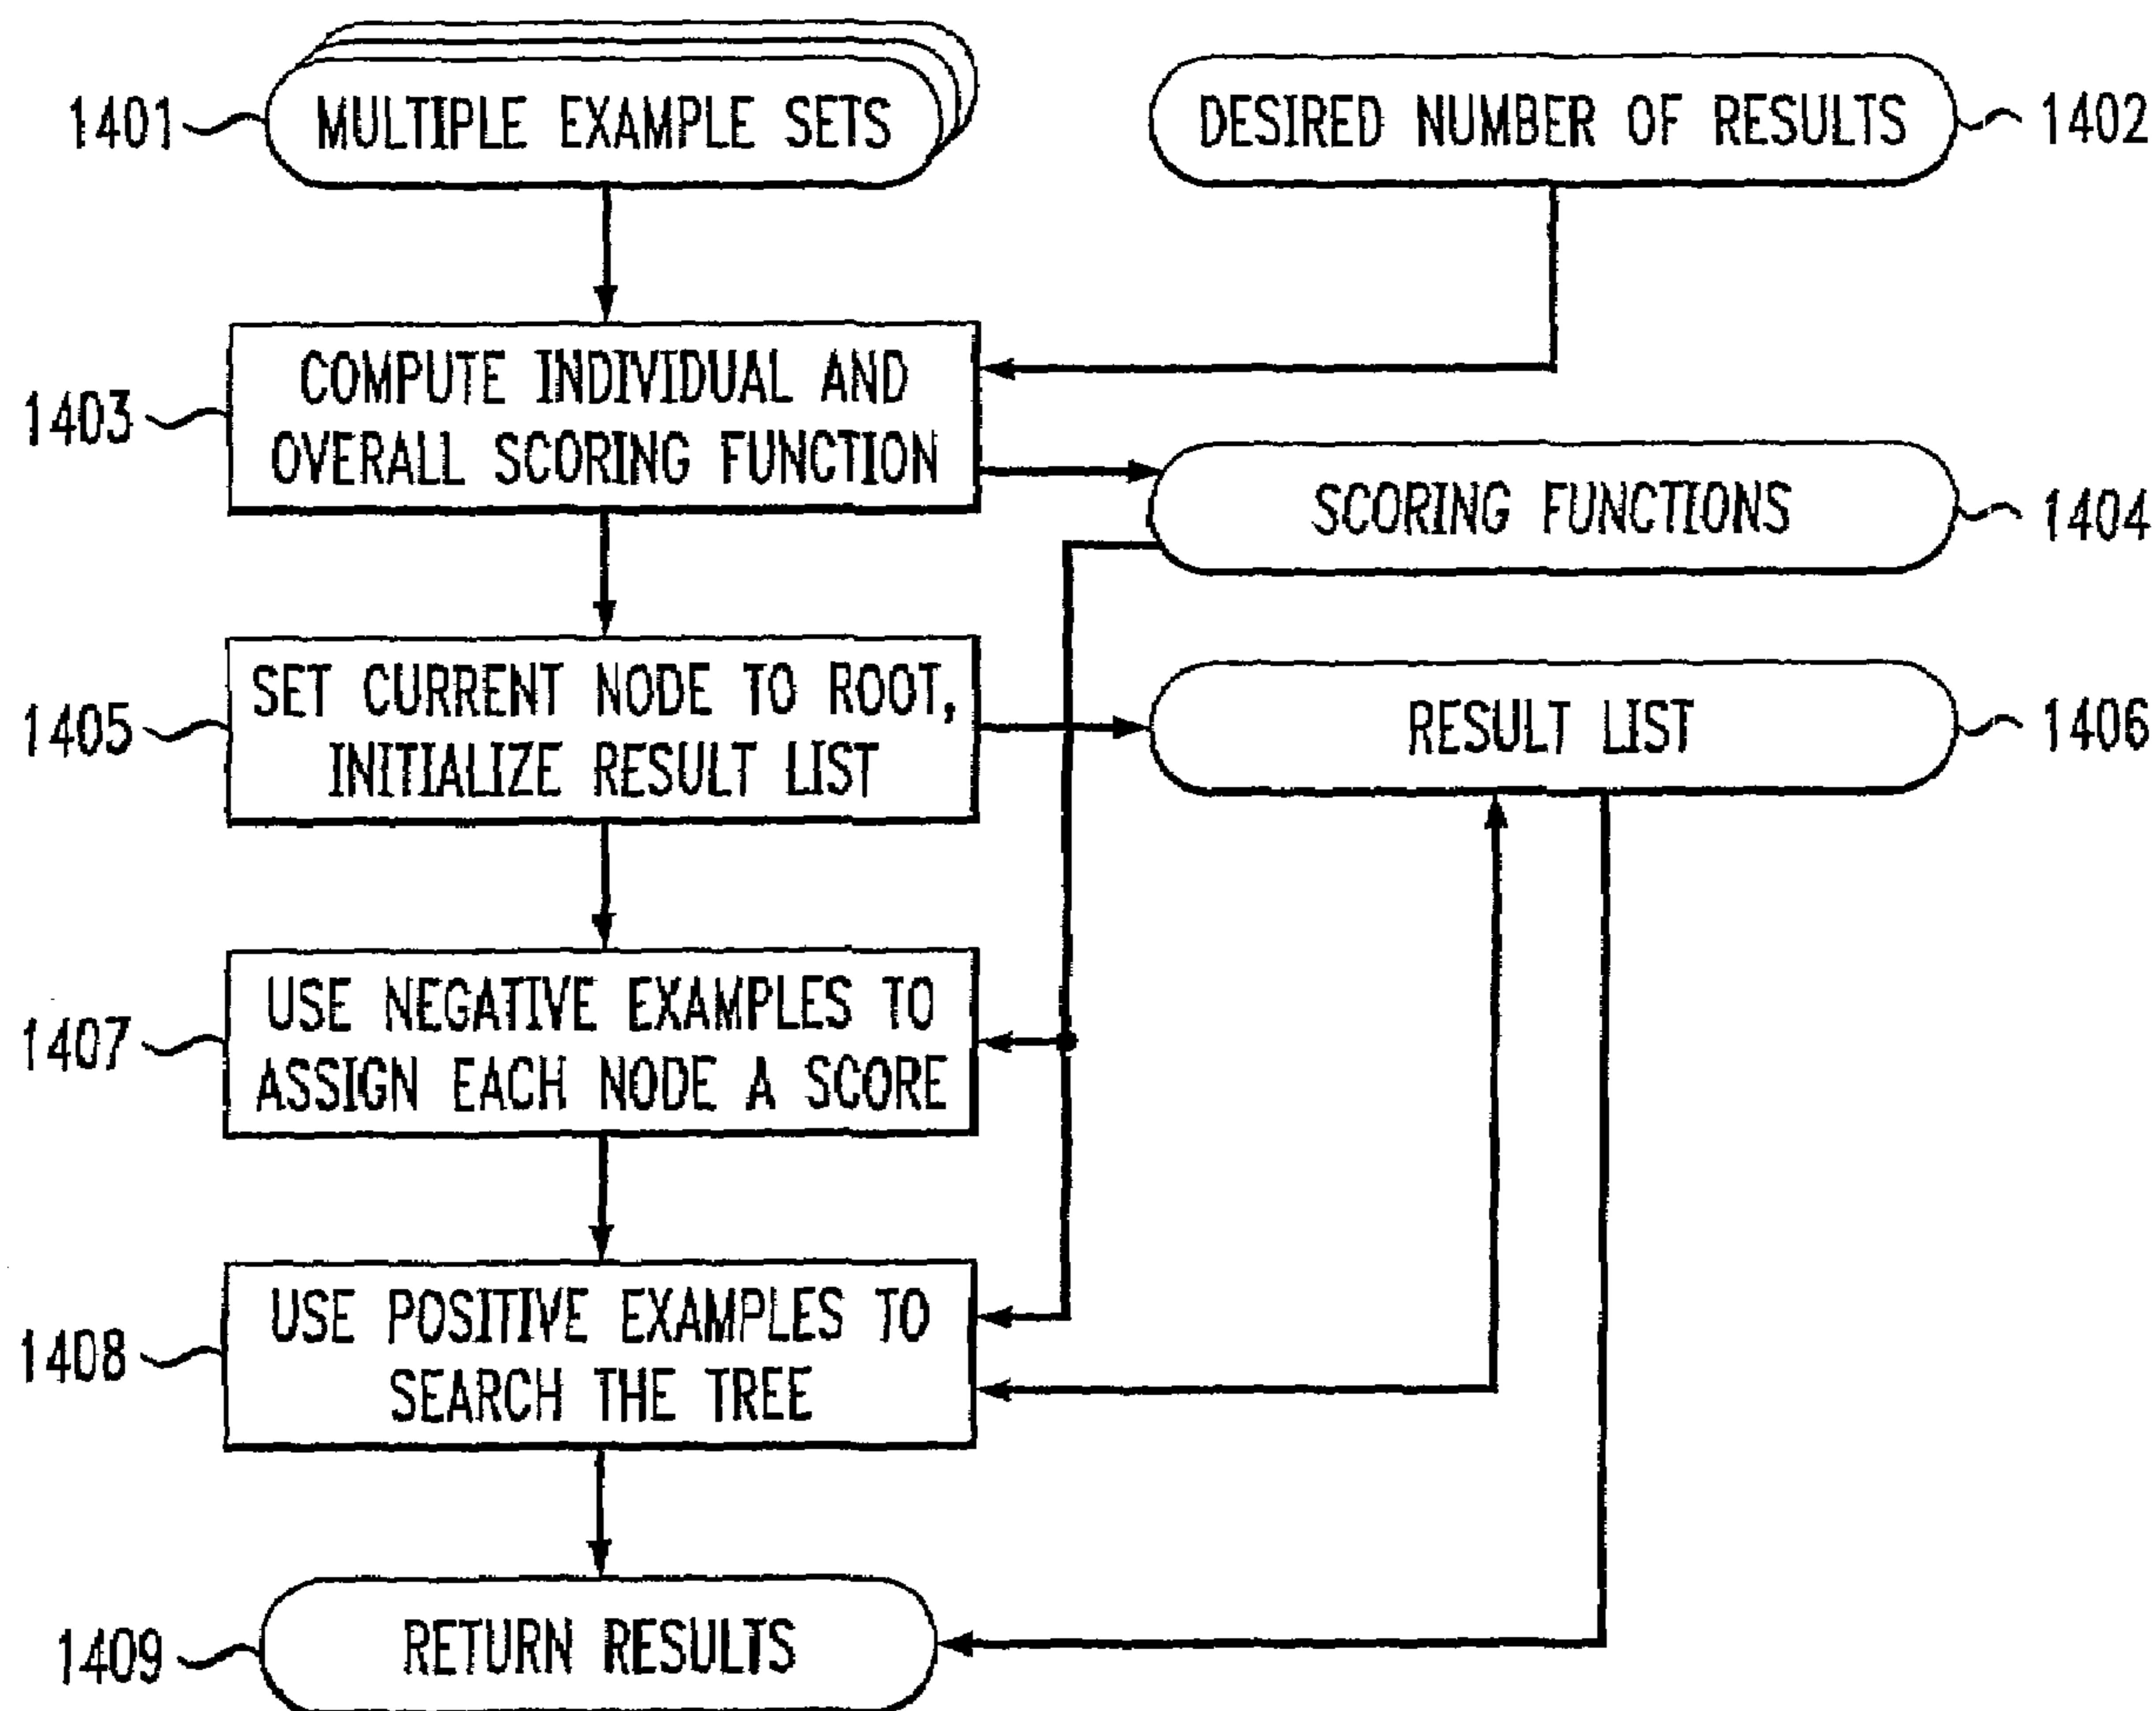 1401
MULTIPLE EXAMPLE SETS
DESIRED NUMBER OF RESULTS
1402
1403
COMPUTE INDIVIDUAL AND
OVERALL SCORING FUNCTION
SCORING FUNCTIONS
1404
1405
SET CURRENT NODE TO ROOT,
INITIALIZE RESULT LIST
RESULT LIST
1406
1407
USE NEGATIVE EXAMPLES TO
ASSIGN EACH NODE A SCORE
1408
USE POSITIVE EXAMPLES TO
SEARCH THE TREE
1409
RETURN RESULTS